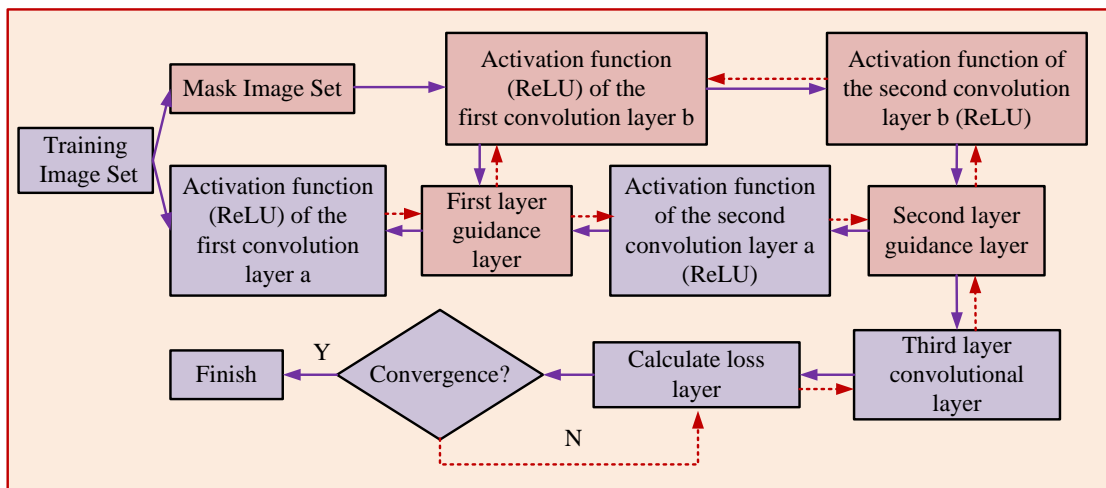 Training
Image Set
Mask Image Set
Activation function
(ReLU) of the
first convolution layer b
Activation function of
the second convolution
layer b (ReLU)
Activation function
(ReLU) of the
first convolution
layer a
First layer
guidance
layer
Activation function
of the second
convolution layer a
(ReLU)
Second layer
guidance layer
Finish
Y
Convergence?
N
Calculate loss
layer
Third layer
convolutional
layer